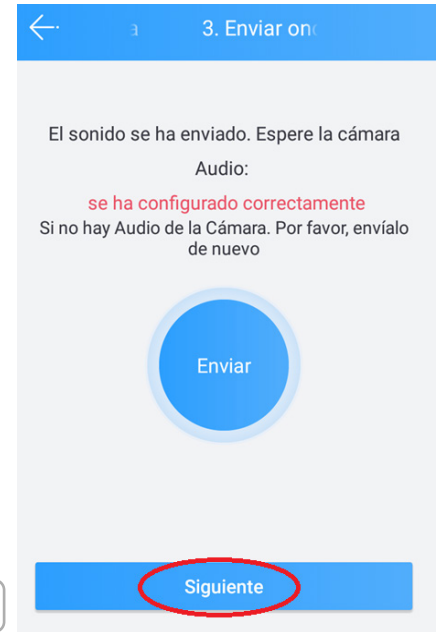 3. Enviar on
El sonido se ha enviado. Espere la cámara
Audio:
se ha configurado correctamente
Si no hay Audio de la Cámara. Por favor, envíalo
de nuevo
Enviar
Siguiente